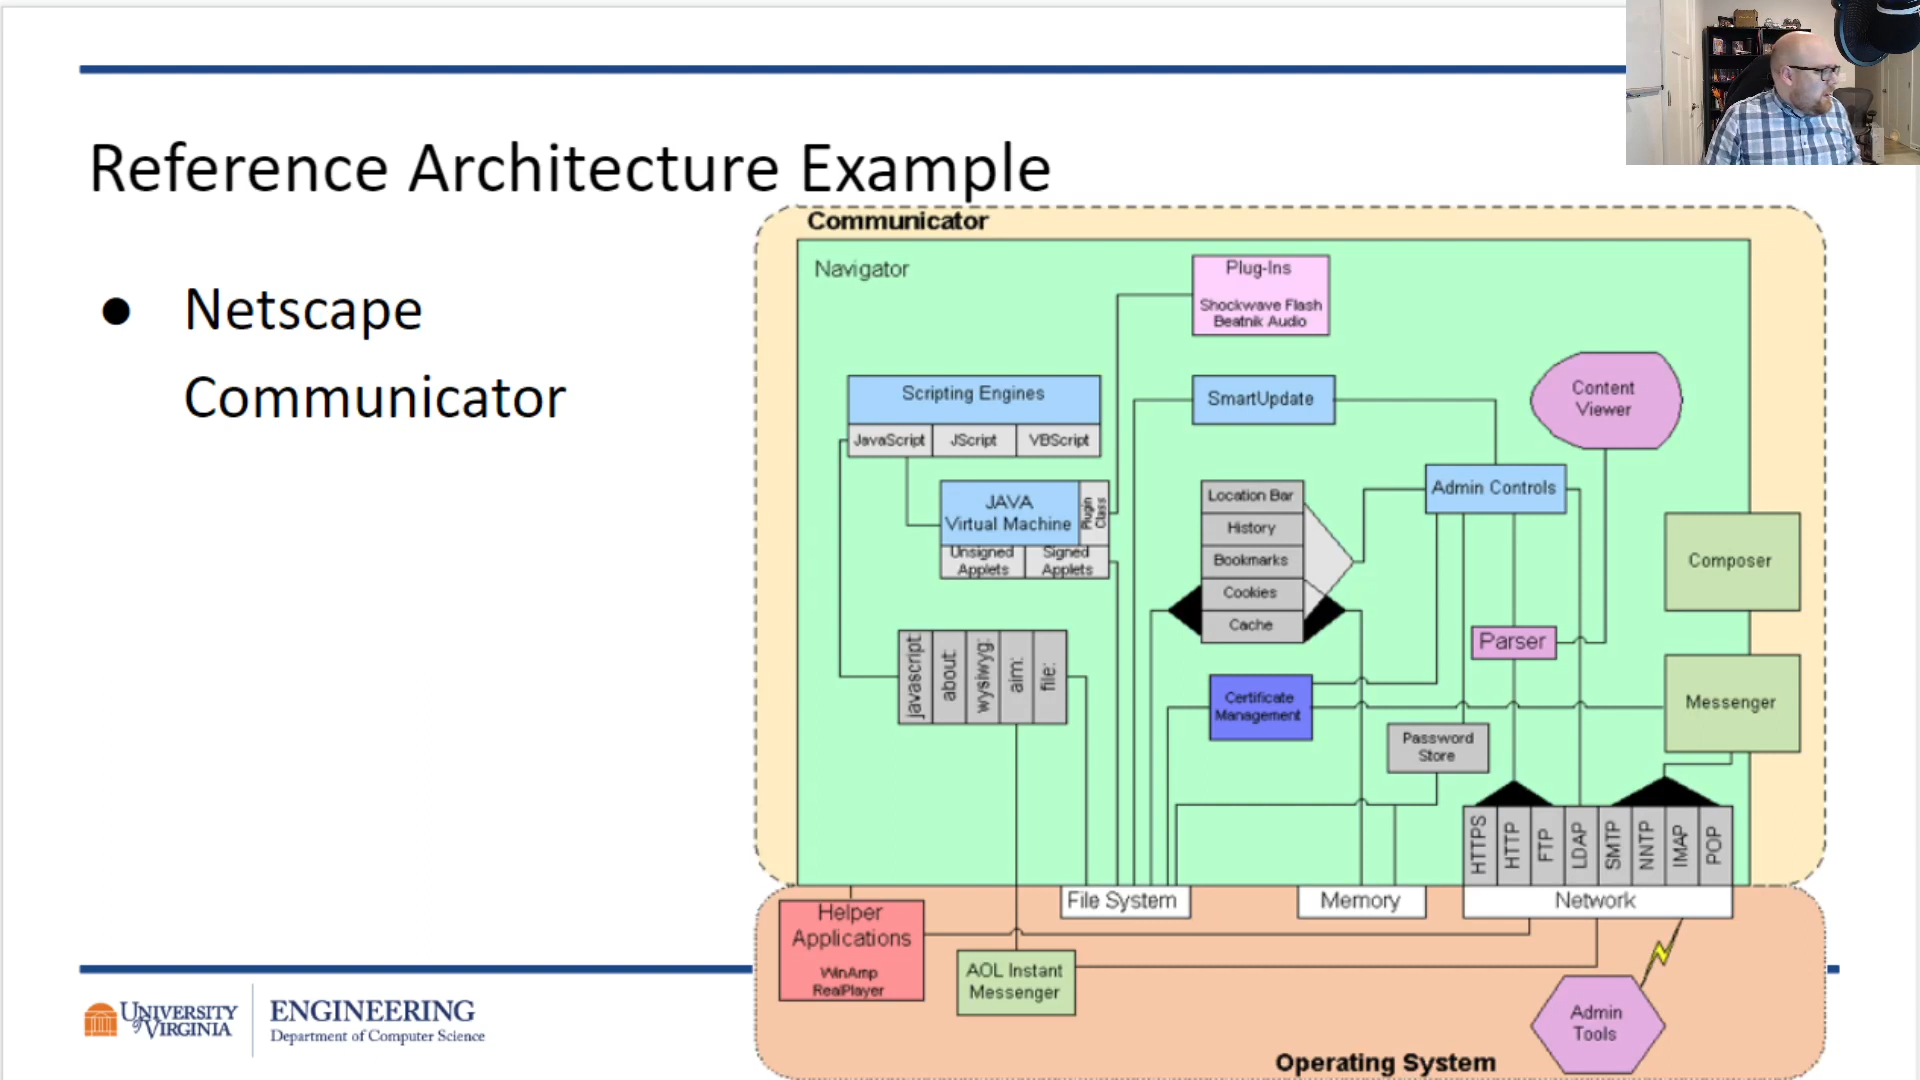 Reference Architecture Example
● Netscape
Communicator
Communicator
Navigator
Plug-Ins
Shockwave Flash
Beatnik Audio
Scripting Engines
JavaScript JScript VBScript
SmartUpdate
Content
Viewer
JAVA
Virtual Machine
Plugin
Class
Unsigned
Applets
Signed
Applets
Location Bar
History
Bookmarks
Cookies
Cache
Admin Controls
Composer
Parser
javascript:
about:
wysiwyg:
aim:
file:
Certificate
Management
Messenger
Password
Store
HTTPS
HTTP
FTP
LDAP
SMTP
NNTP
IMAP
POP
File System
Memory
Network
Helper
Applications
WinAmp
RealPlayer
AOL Instant
Messenger
Admin
Tools
Operating System
UNIVERSITY
of VIRGINIA
ENGINEERING
Department of Computer Science